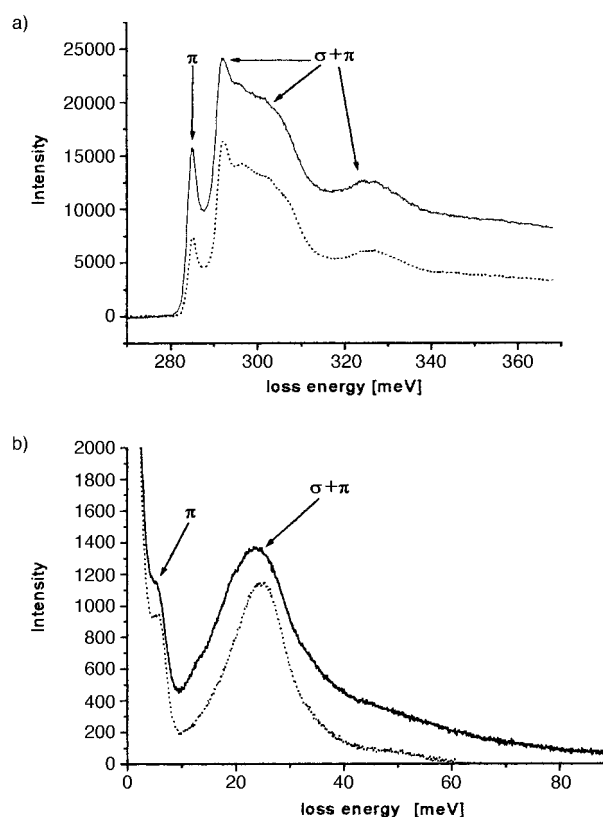 a)
π
σ+π
25000
20000
15000
10000
5000
0
Intensity
280 300 320 340 360
loss energy [meV]
b)
2000
1800
1600
1400
1200
1000
800
600
400
200
0
Intensity
π
σ+π
0 20 40 60 80
loss energy [meV]